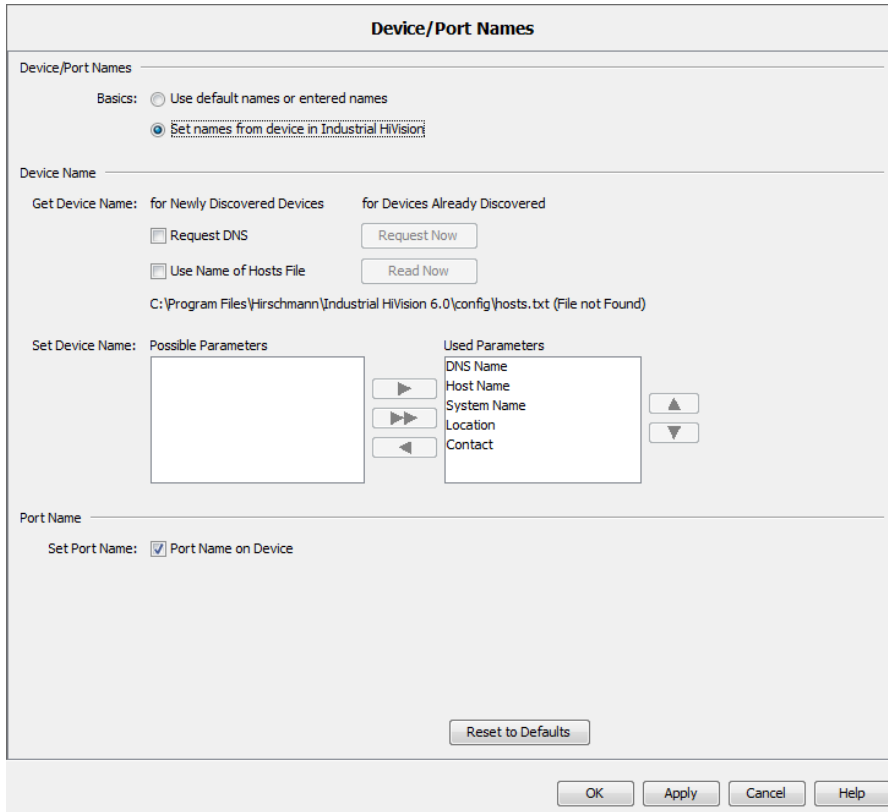 Device/Port Names
Device/Port Names
Basics: Use default names or entered names
Set names from device in Industrial HiVision
Device Name
Get Device Name: for Newly Discovered Devices for Devices Already Discovered
Request DNS Request Now
Use Name of Hosts File Read Now
C:\Program Files\Hirschmann\Industrial HiVision 6.0\config\hosts.txt (File not Found)
Set Device Name: Possible Parameters Used Parameters
DNS Name
Host Name
System Name
Location
Contact
Port Name
Set Port Name: Port Name on Device
Reset to Defaults
OK Apply Cancel Help